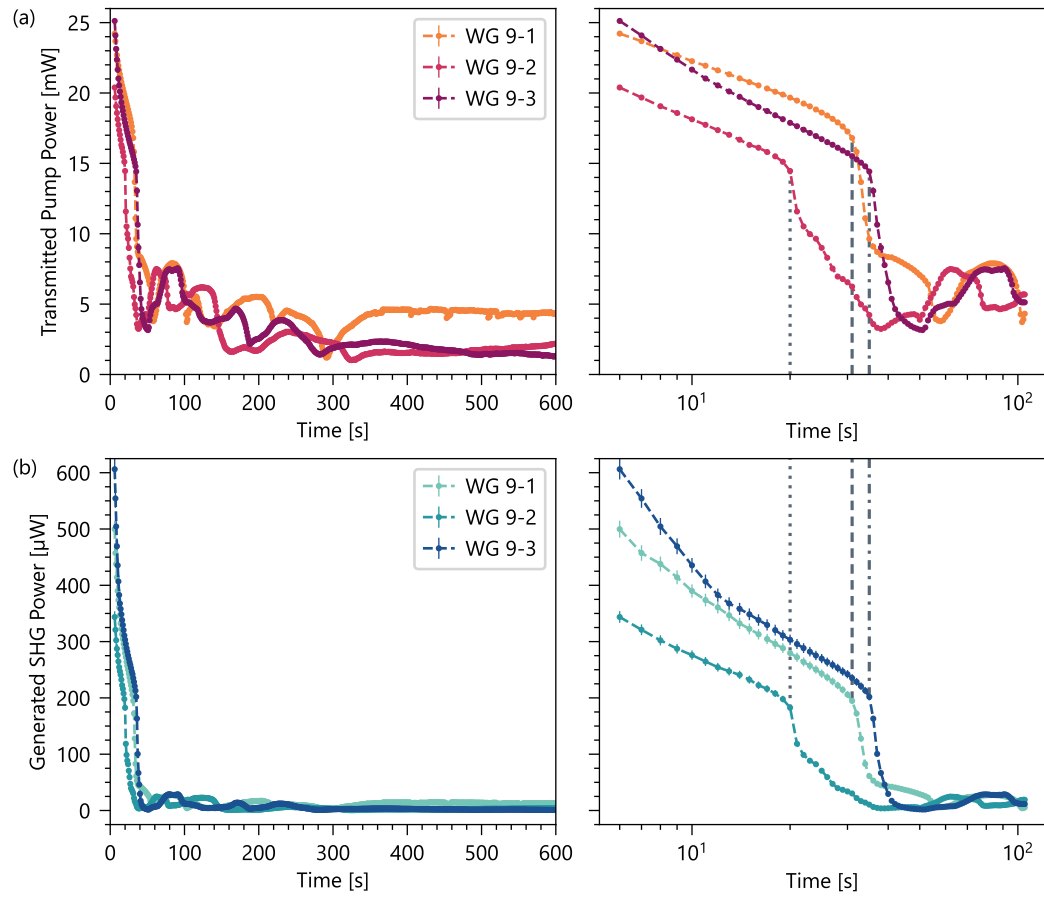 (a)
Transmitted Pump Power [mW]
25
20
15
10
5
0
WG 9-1
WG 9-2
WG 9-3
0 100 200 300 400 500 600
Time [s]
10¹ 10²
Time [s]
(b)
Generated SHG Power [µW]
600
500
400
300
200
100
0
WG 9-1
WG 9-2
WG 9-3
0 100 200 300 400 500 600
Time [s]
10¹ 10²
Time [s]